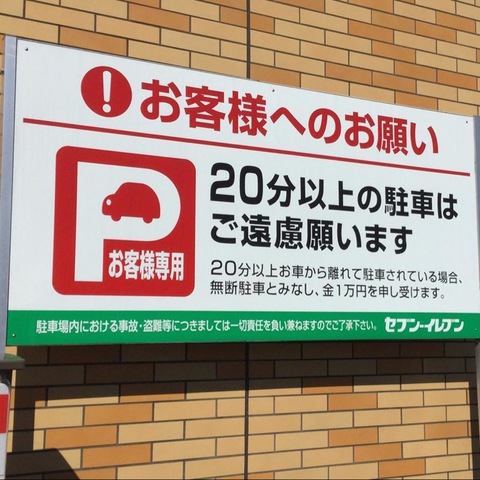 !お客様へのお願い
P
お客様専用
20分以上の駐車は
ご遠慮願います
20分以上お車から離れて駐車されている場合、
無断駐車とみなし、金1万円を申し受けます。
駐車場内における事故・盗難等につきましては一切責任を負い兼ねますのでご了承下さい。 セブン-イレブン